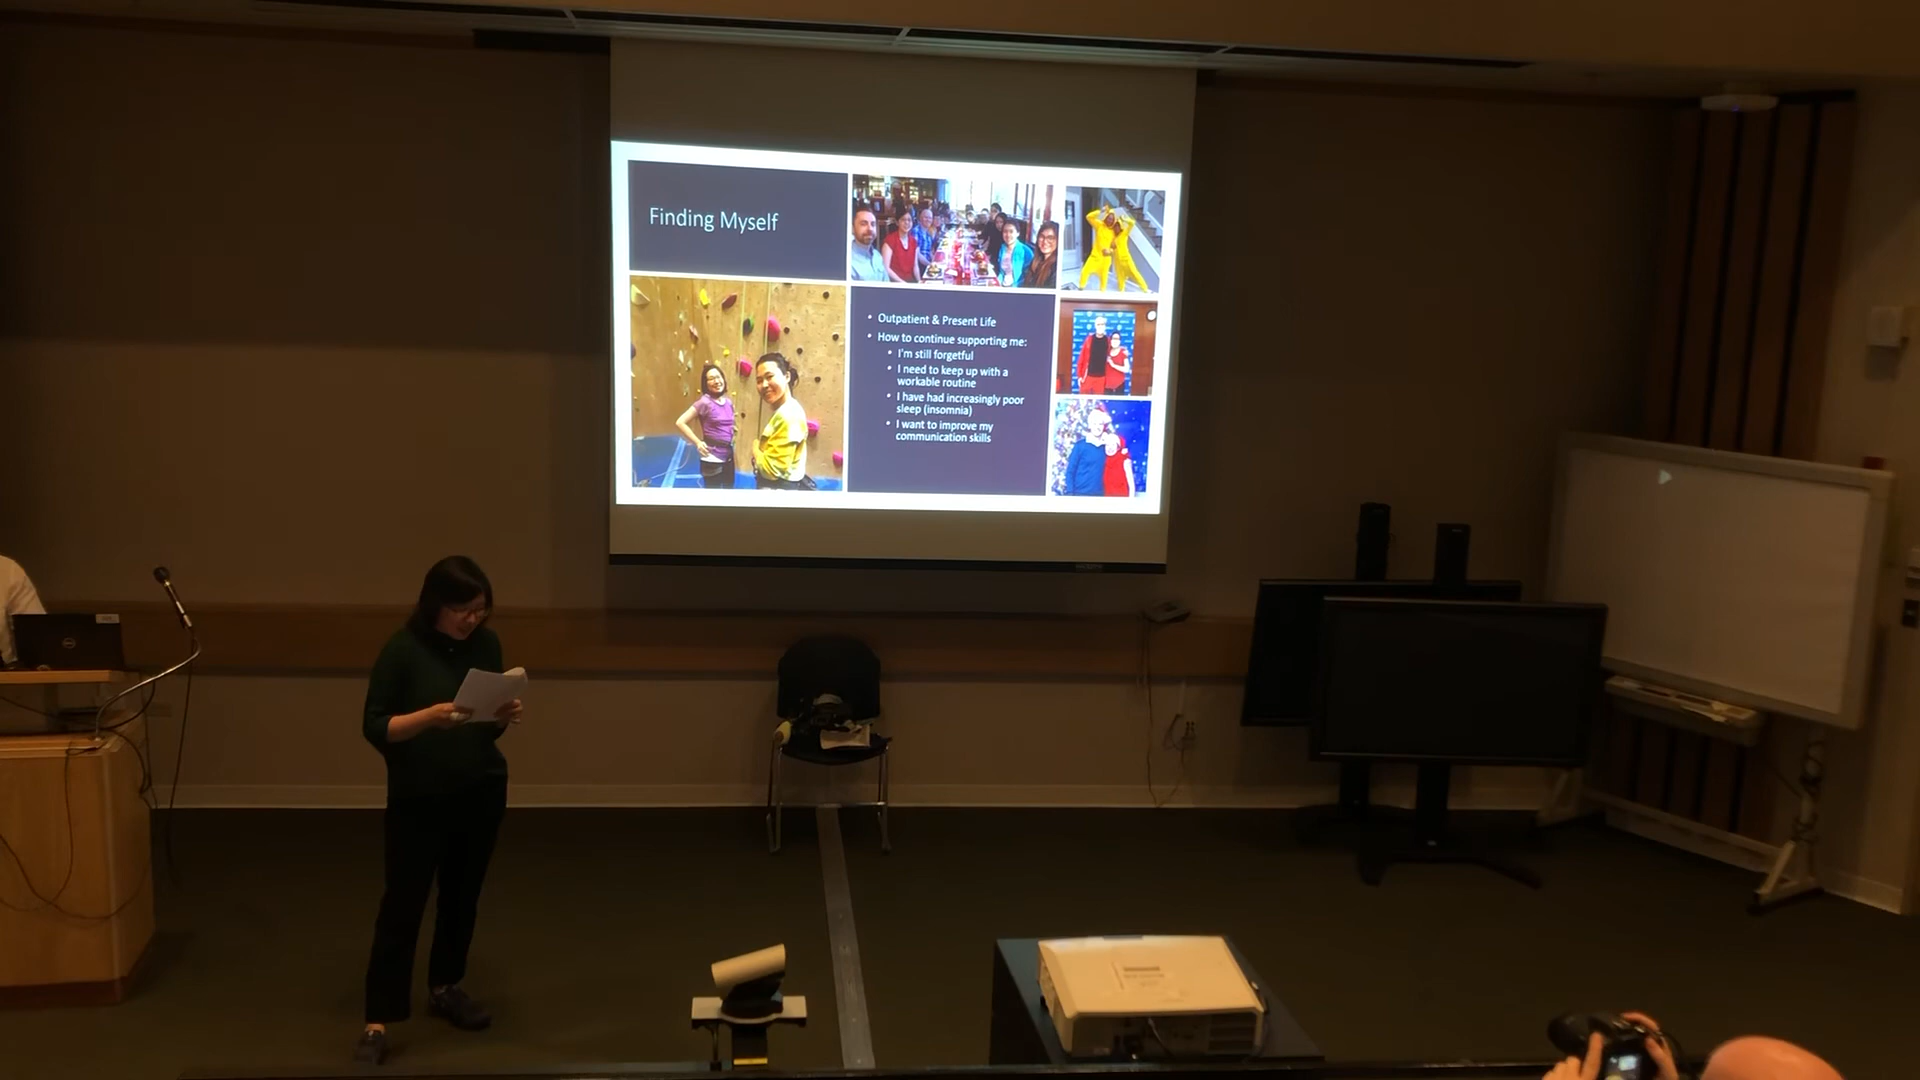 Finding Myself
• Outpatient & Present Life
• How to continue supporting me:
• I'm still forgetful
• I need to keep up with a
workable routine
• I have had increasingly poor
sleep (insomnia)
• I want to improve my
communication skills